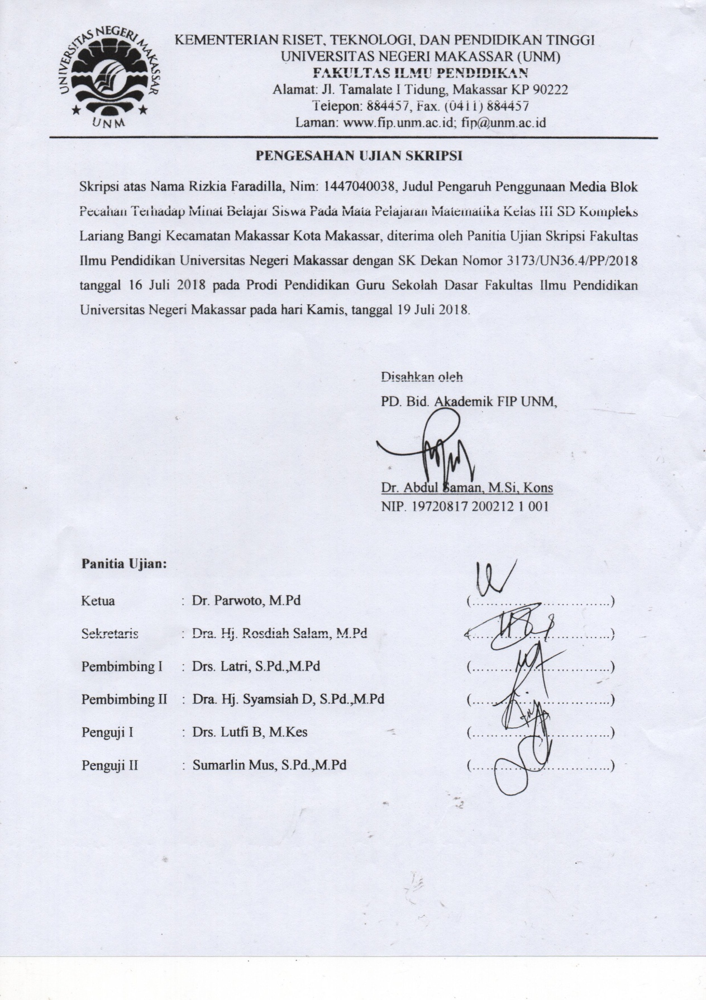 UNIVERSITAS NEGERI MAKASSAR
UNM
KEMENTERIAN RISET, TEKNOLOGI, DAN PENDIDIKAN TINGGI
UNIVERSITAS NEGERI MAKASSAR (UNM)
FAKULTAS ILMU PENDIDIKAN
Alamat: Jl. Tamalate I Tidung, Makassar KP 90222
Telepon: 884457, Fax. (0411) 884457
Laman: www.fip.unm.ac.id; fip@unm.ac.id
PENGESAHAN UJIAN SKRIPSI
Skripsi atas Nama Rizkia Faradilla, Nim: 1447040038, Judul Pengaruh Penggunaan Media Blok
Pecahan Terhadap Minat Belajar Siswa Pada Mata Pelajaran Matematika Kelas III SD Kompleks
Lariang Bangi Kecamatan Makassar Kota Makassar, diterima oleh Panitia Ujian Skripsi Fakultas
Ilmu Pendidikan Universitas Negeri Makassar dengan SK Dekan Nomor 3173/UN36.4/PP/2018
tanggal 16 Juli 2018 pada Prodi Pendidikan Guru Sekolah Dasar Fakultas Ilmu Pendidikan
Universitas Negeri Makassar pada hari Kamis, tanggal 19 Juli 2018.
Disahkan oleh
PD. Bid. Akademik FIP UNM,
Dr. Abdul Saman, M.Si, Kons
NIP. 19720817 200212 1 001
Panitia Ujian:
Ketua : Dr. Parwoto, M.Pd (................................)
Sekretaris : Dra. Hj. Rosdiah Salam, M.Pd (................................)
Pembimbing I : Drs. Latri, S.Pd.,M.Pd (................................)
Pembimbing II : Dra. Hj. Syamsiah D, S.Pd.,M.Pd (................................)
Penguji I : Drs. Lutfi B, M.Kes (................................)
Penguji II : Sumarlin Mus, S.Pd.,M.Pd (................................)